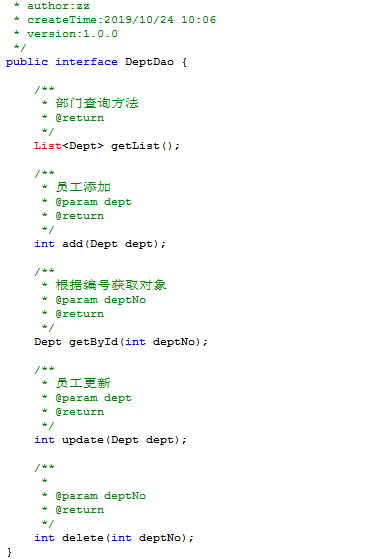 * author:zz
* createTime:2019/10/24 10:06
* version:1.0.0
*/
public interface DeptDao {
/**
* 部门查询方法
* @return
*/
List<Dept> getList();
/**
* 员工添加
* @param dept
* @return
*/
int add(Dept dept);
/**
* 根据编号获取对象
* @param deptNo
* @return
*/
Dept getById(int deptNo);
/**
* 员工更新
* @param dept
* @return
*/
int update(Dept dept);
/**
*
* @param deptNo
* @return
*/
int delete(int deptNo);
}